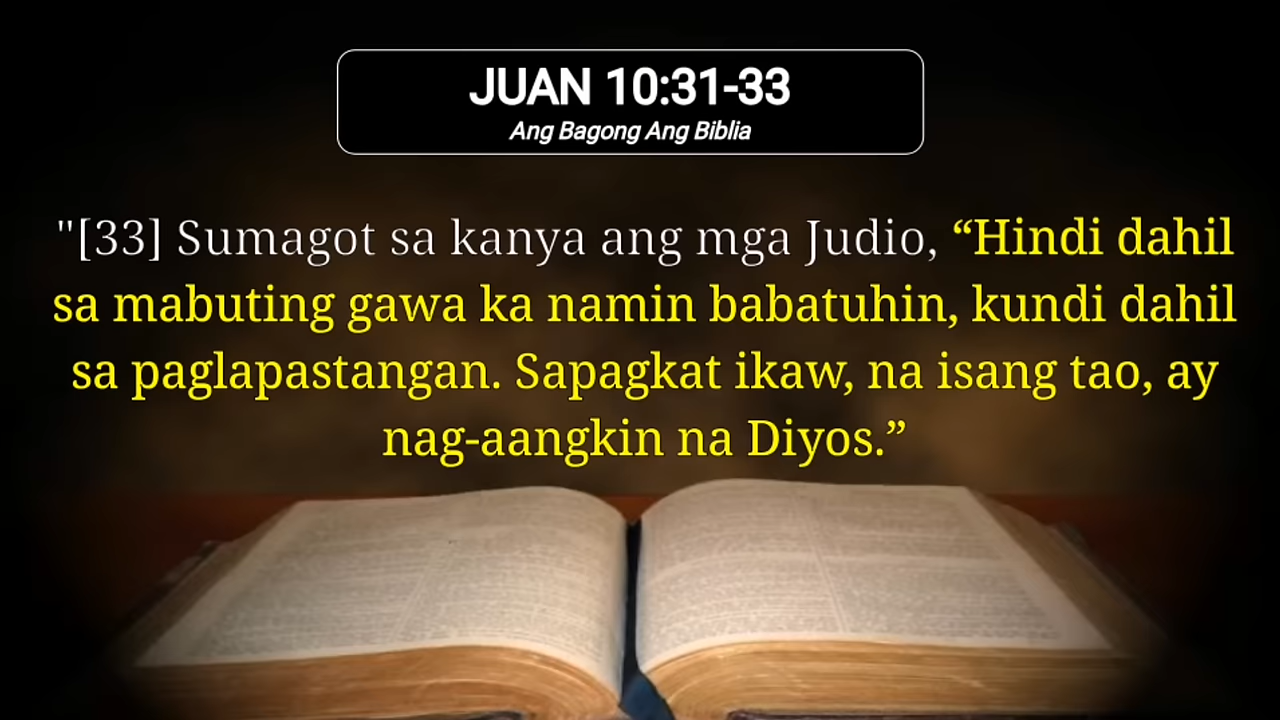 JUAN 10:31-33
Ang Bagong Ang Biblia
"[33] Sumagot sa kanya ang mga Judio, “Hindi dahil
sa mabuting gawa ka namin babatuhin, kundi dahil
sa paglapastangan. Sapagkat ikaw, na isang tao, ay
nag-aangkin na Diyos.”